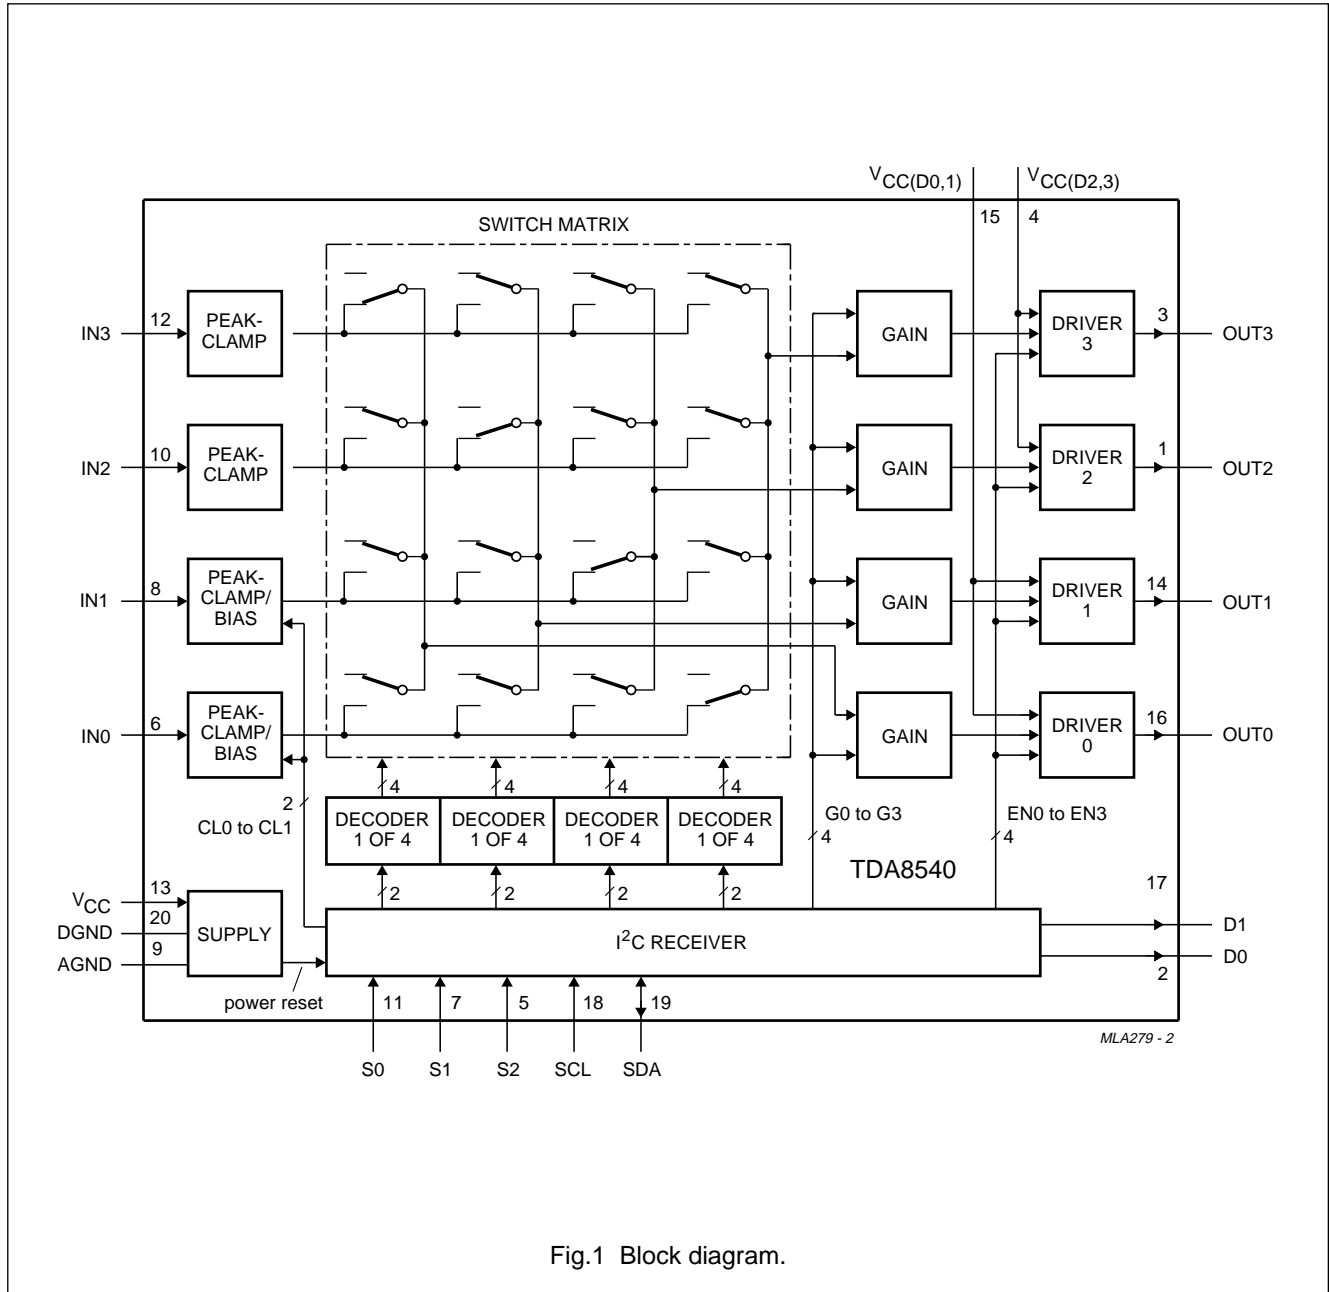 V CC(D0,1)
V CC(D2,3)
15
4
SWITCH MATRIX
IN3
12
PEAK-
CLAMP
GAIN
DRIVER
3
3
OUT3
IN2
10
PEAK-
CLAMP
GAIN
DRIVER
2
1
OUT2
IN1
8
PEAK-
CLAMP/
BIAS
GAIN
DRIVER
1
14
OUT1
IN0
6
PEAK-
CLAMP/
BIAS
GAIN
DRIVER
0
16
OUT0
4
4
4
4
2
CL0 to CL1
DECODER
1 OF 4
DECODER
1 OF 4
DECODER
1 OF 4
DECODER
1 OF 4
G0 to G3
4
EN0 to EN3
4
TDA8540
2
2
2
2
VCC
13
DGND
20
AGND
9
SUPPLY
power reset
I²C RECEIVER
17
D1
D0
2
11
7
5
18
19
S0
S1
S2
SCL
SDA
MLA279 - 2
Fig.1 Block diagram.